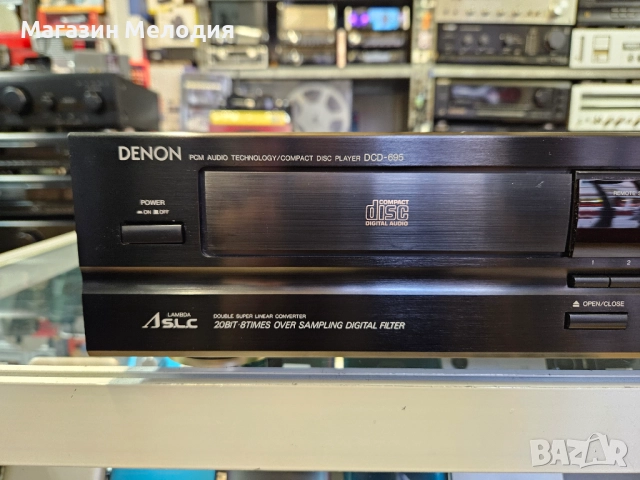 Магазин Мелодия
DENON PCM AUDIO TECHNOLOGY/COMPACT DISC PLAYER DCD-695
POWER
ON OFF
COMPACT
disc
DIGITAL AUDIO
REMOTE S
1 2
OPEN/CLOSE
LAMBDA
S.L.C
DOUBLE SUPER LINEAR CONVERTER
20BIT·8TIMES OVER SAMPLING DIGITAL FILTER
BAZAR